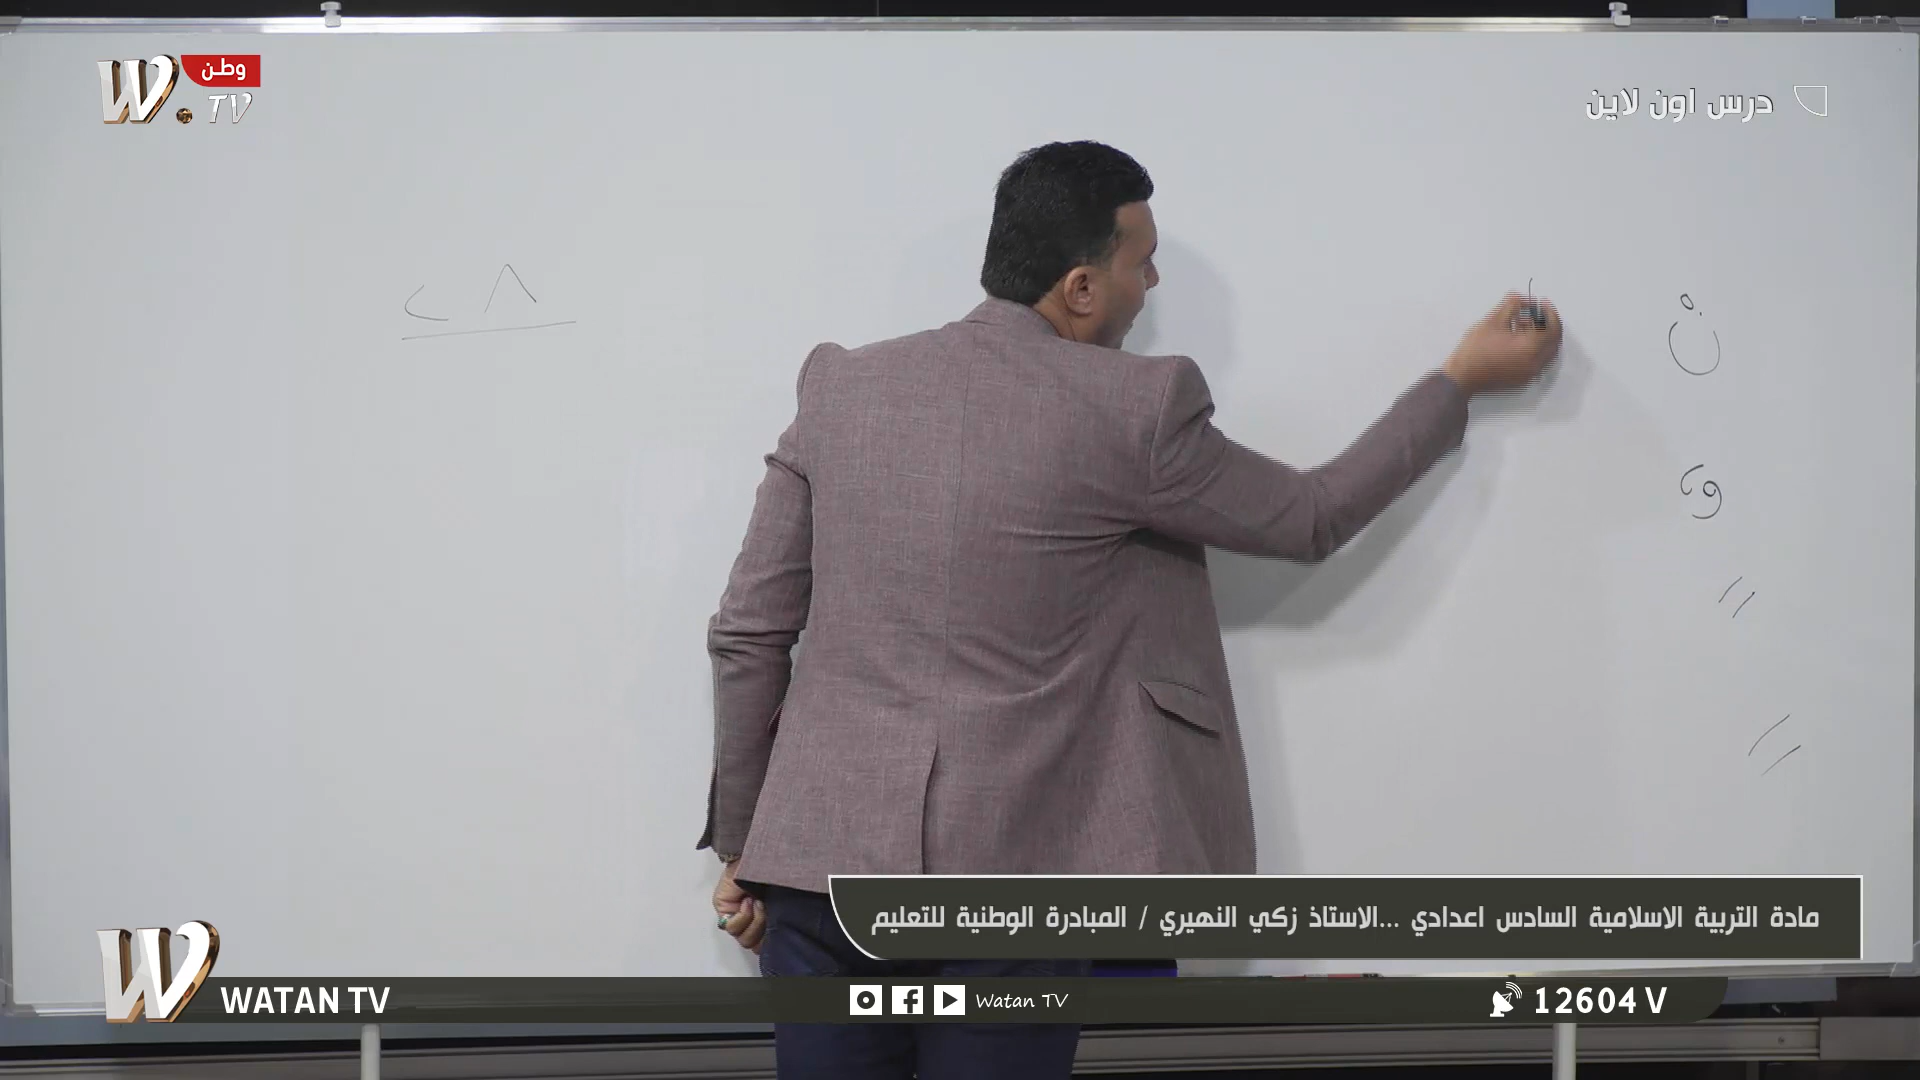 وطن
W.TV
درس اون لاين
٨
ن
و
مادة التربية الاسلامية السادس اعدادي ...الاستاذ زكي النهيري / المبادرة الوطنية للتعليم
W WATAN TV
Watan TV
12604 V